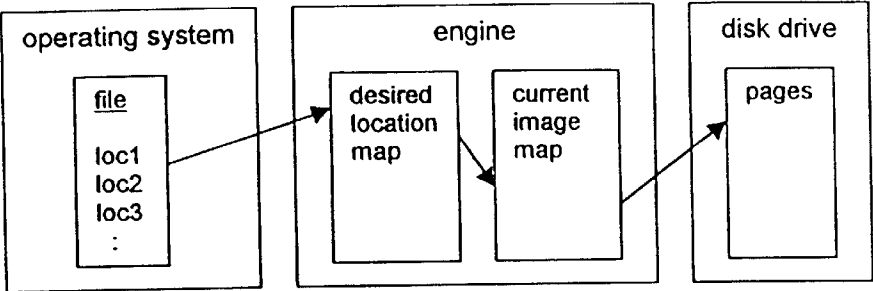 operating system
file
loc1
loc2
loc3
:
engine
desired
location
map
current
image
map
disk drive
pages